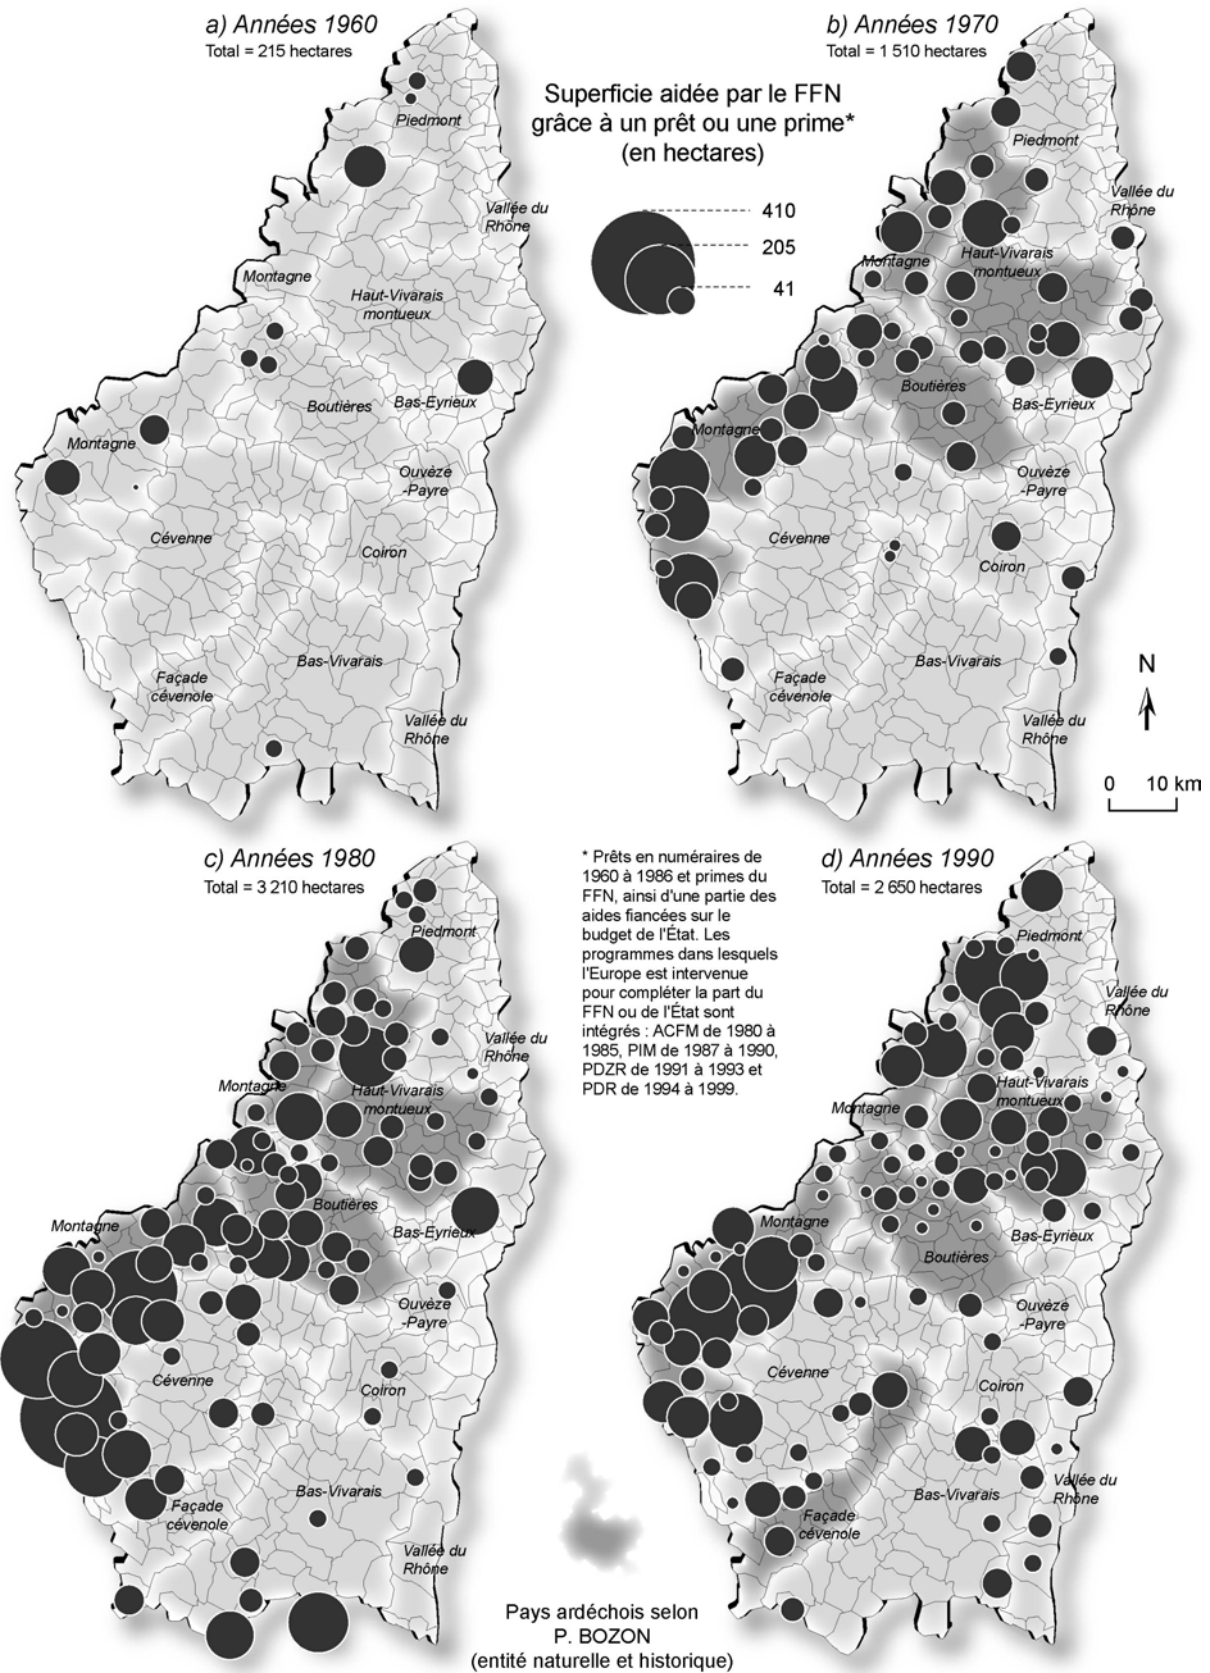 a) Années 1960
Total = 215 hectares
Piedmont
Vallée du
Rhône
Montagne
Haut-Vivarais
montueux
Boutières
Bas-Eyrieux
Montagne
Ouvèze
-Payre
Cévenne
Coiron
Bas-Vivarais
Façade
cévenole
Vallée du
Rhône
Superficie aidée par le FFN
grâce à un prêt ou une prime*
(en hectares)
410
205
41
b) Années 1970
Total = 1 510 hectares
Piedmont
Vallée du
Rhône
Haut-Vivarais
montueux
Montagne
Boutières
Bas-Eyrieux
Montagne
Ouvèze
-Payre
Cévenne
Coiron
Bas-Vivarais
Façade
cévenole
Vallée du
Rhône
N
0 10 km
c) Années 1980
Total = 3 210 hectares
Piedmont
Vallée du
Rhône
Montagne
Haut-Vivarais
montueux
Boutières
Montagne
Bas-Eyrieux
Ouvèze
-Payre
Cévenne
Coiron
Bas-Vivarais
Façade
cévenole
Vallée du
Rhône
* Prêts en numéraires de
1960 à 1986 et primes du
FFN, ainsi d'une partie des
aides fiancées sur le
budget de l'État. Les
programmes dans lesquels
l'Europe est intervenue
pour compléter la part du
FFN ou de l'État sont
intégrés : ACFM de 1980 à
1985, PIM de 1987 à 1990,
PDZR de 1991 à 1993 et
PDR de 1994 à 1999.
d) Années 1990
Total = 2 650 hectares
Piedmont
Vallée du
Rhône
Haut-Vivarais
montueux
Montagne
Montagne
Bas-Eyrieux
Boutières
Ouvèze
-Payre
Cévenne
Coiron
Bas-Vivarais
Vallée du
Rhône
Façade
cévenole
Pays ardéchois selon
P. BOZON
(entité naturelle et historique)